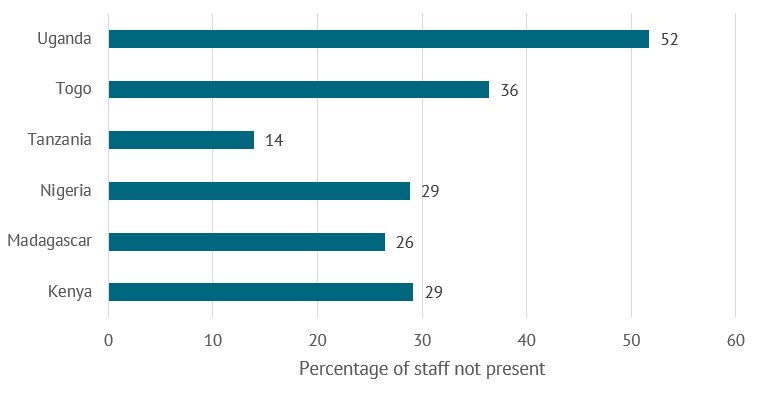 Uganda 52
Togo 36
Tanzania 14
Nigeria 29
Madagascar 26
Kenya 29
0 10 20 30 40 50 60
Percentage of staff not present